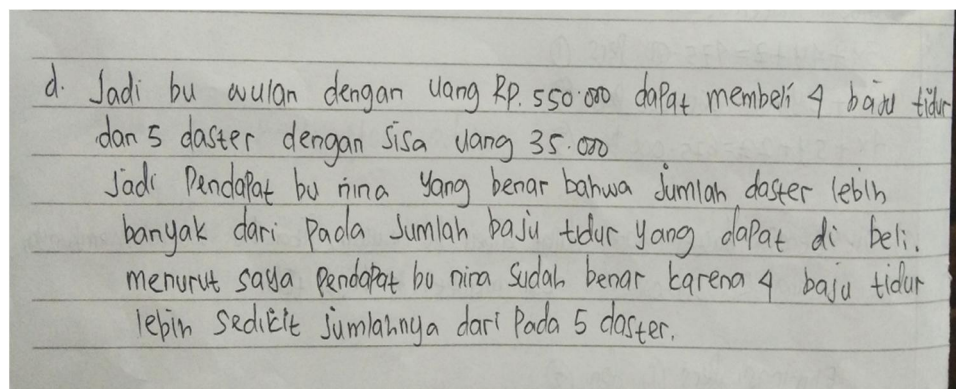 d. Jadi bu wulan dengan uang Rp. 550.000 dapat membeli 4 baju tidur
dan 5 daster dengan sisa uang 35.000
Jadi Pendapat bu nina yang benar bahwa jumlah daster lebih
banyak dari pada Jumlah baju tidur yang dapat di beli.
menurut saya pendapat bu nina sudah benar karena 4 baju tidur
lebih sedikit jumlahnya dari pada 5 daster.